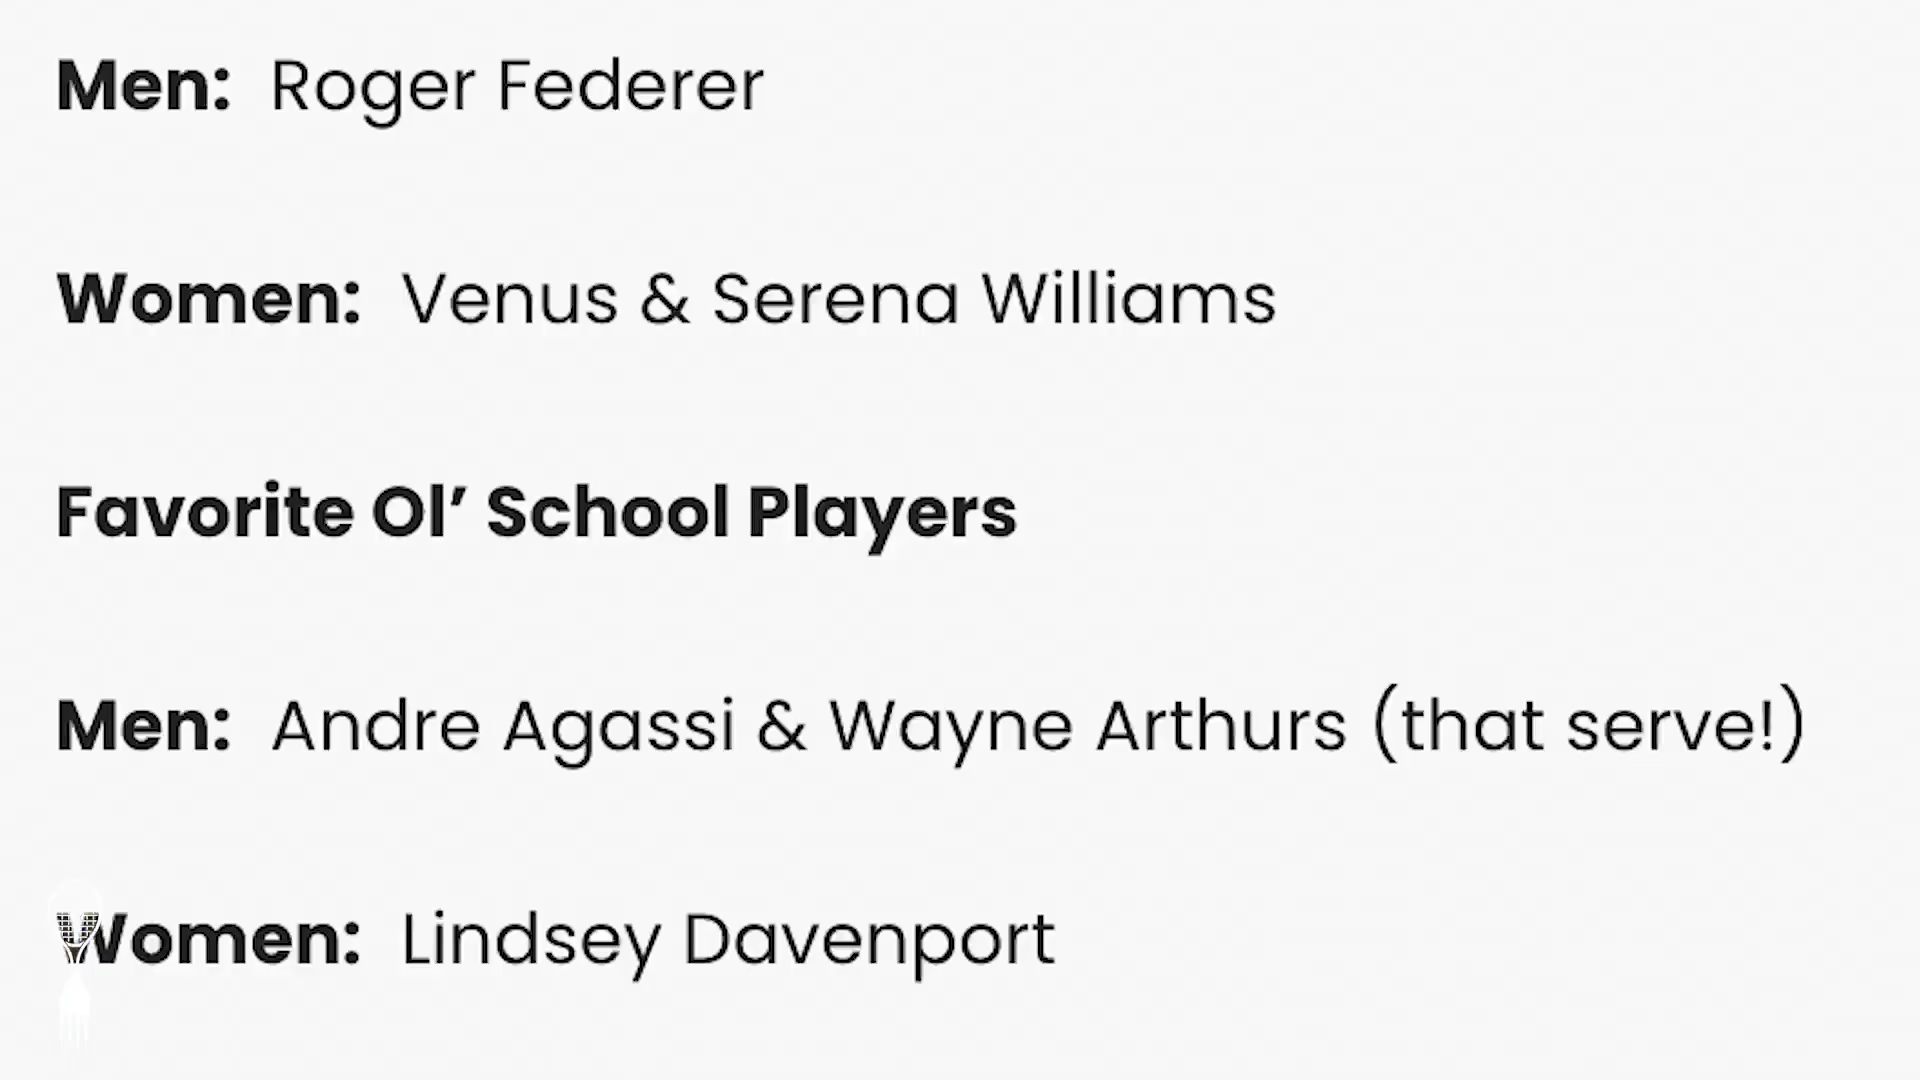 Men: Roger Federer
Women: Venus & Serena Williams
Favorite Ol’ School Players
Men: Andre Agassi & Wayne Arthurs (that serve!)
Women: Lindsey Davenport